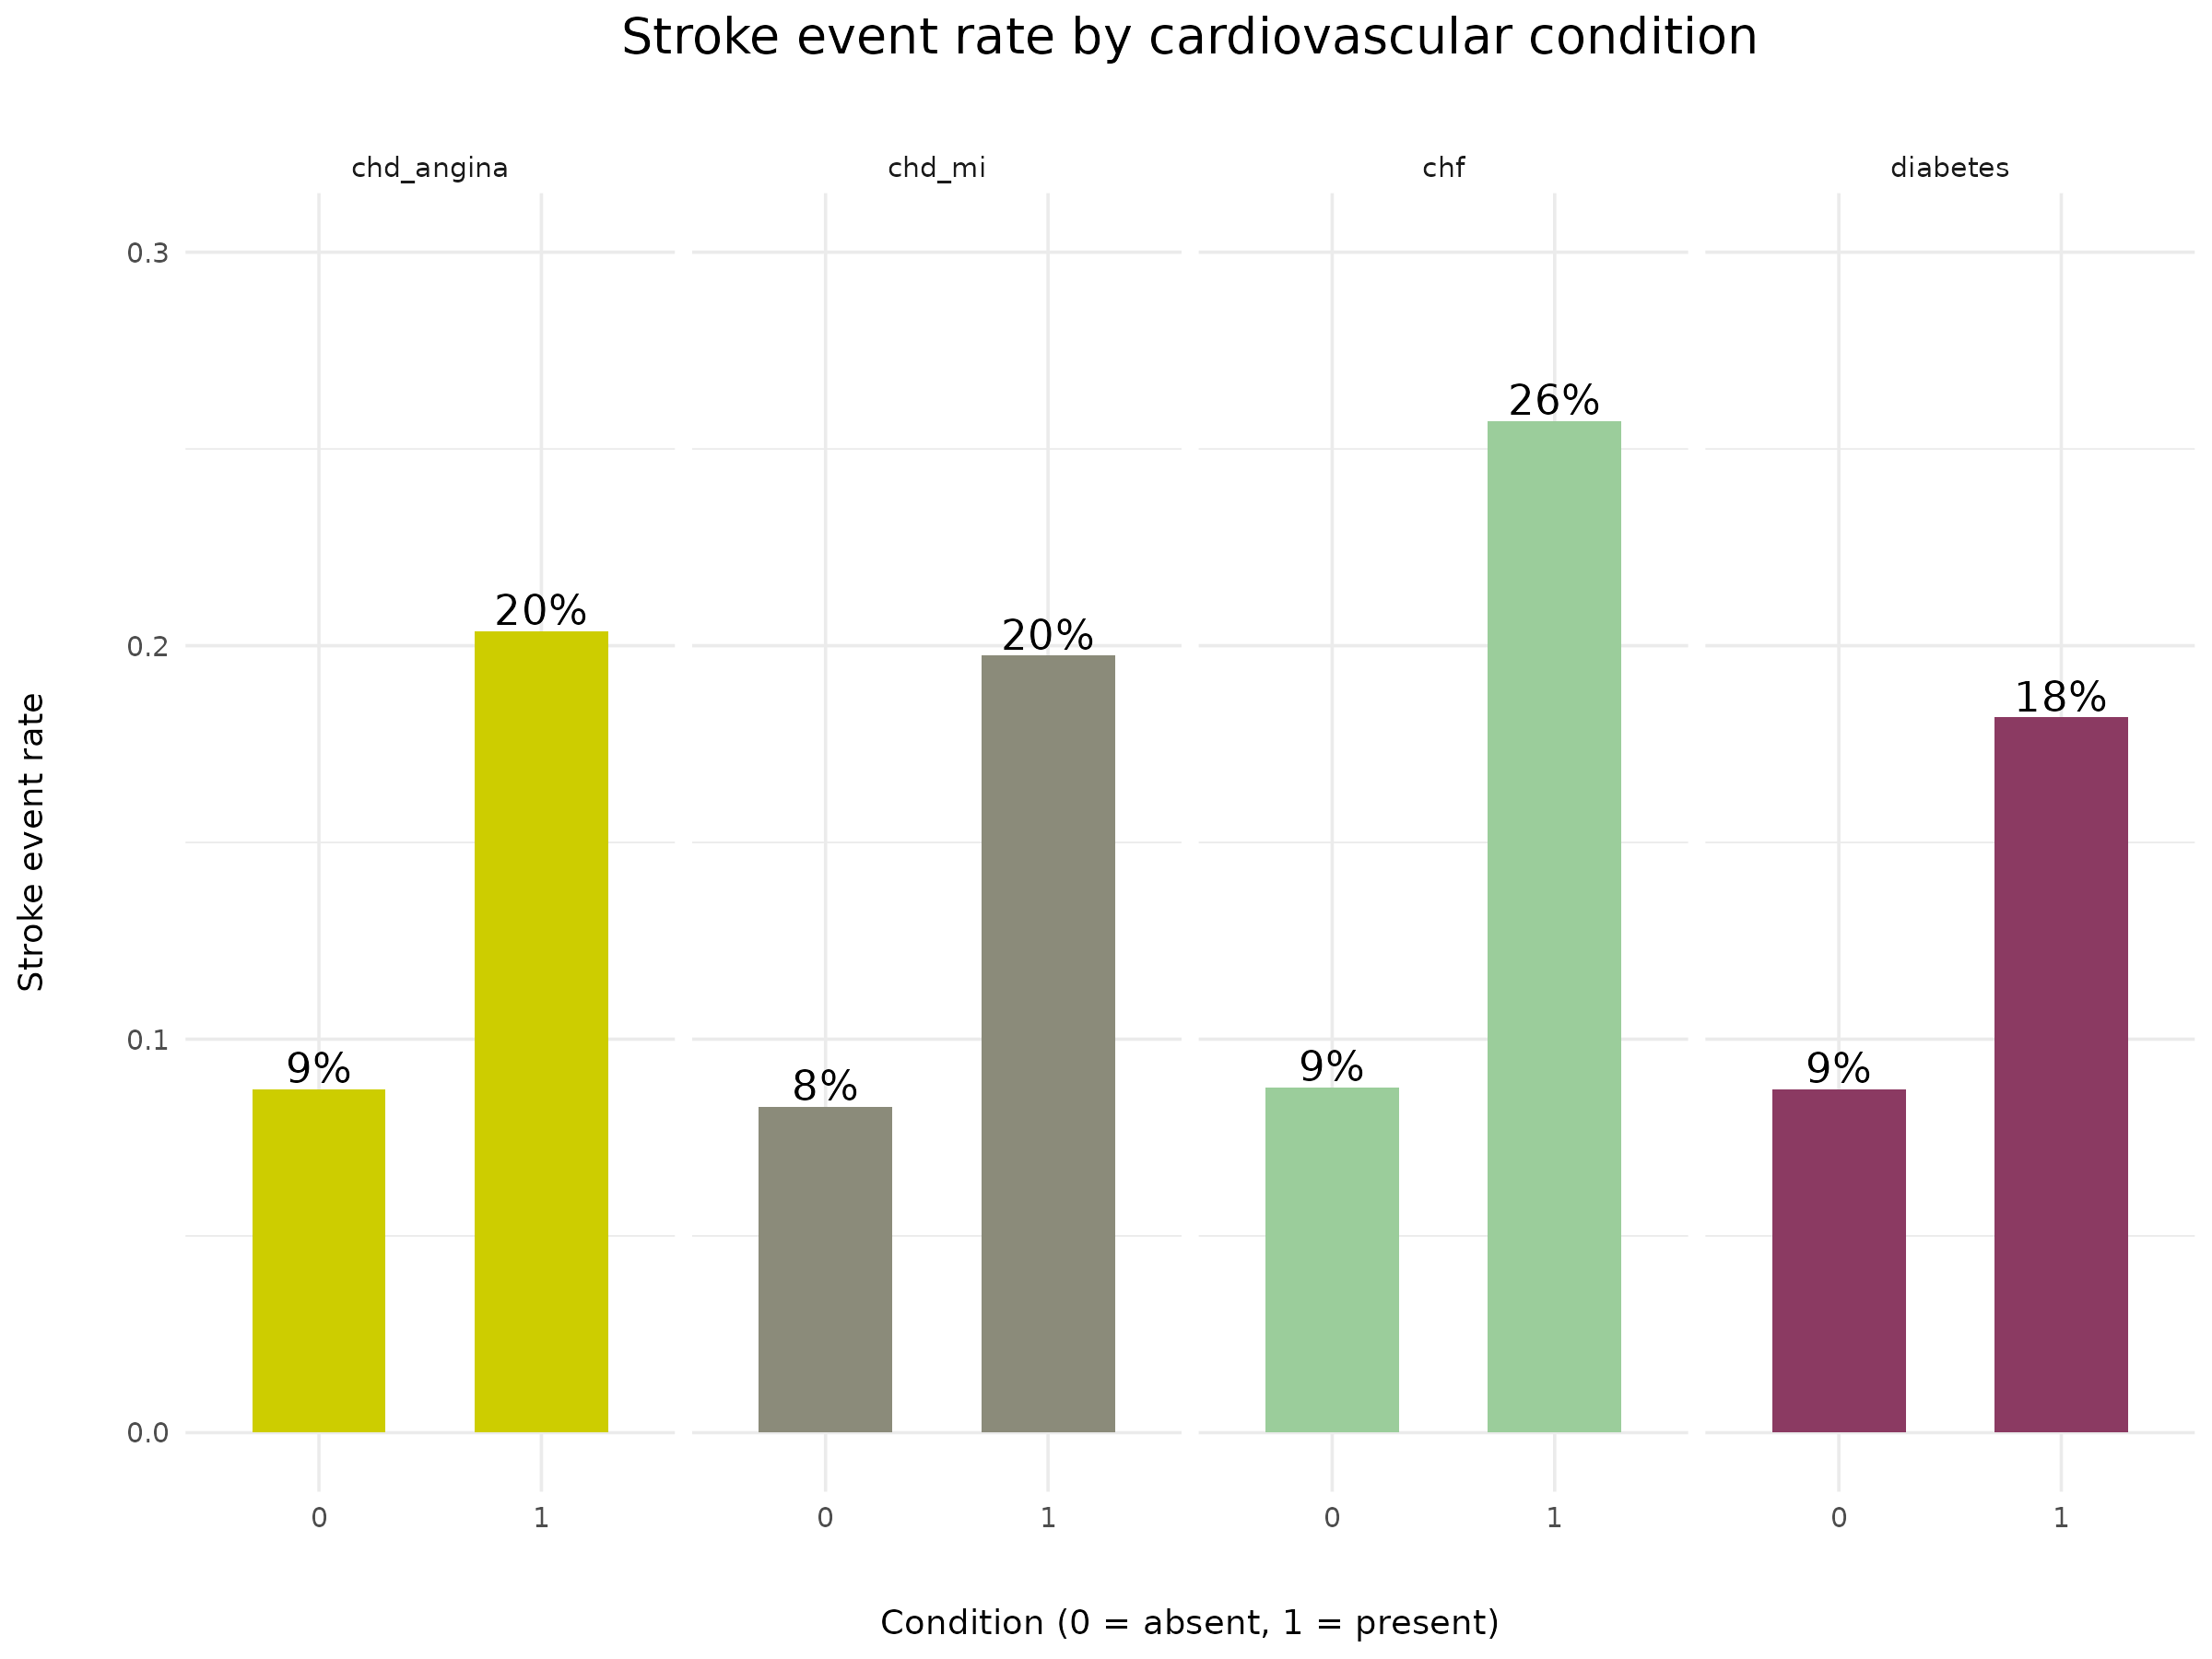 Stroke event rate by cardiovascular condition
chd_angina
chd_mi
chf
diabetes
Stroke event rate
0.3
0.2
0.1
0.0
9%
20%
8%
20%
9%
26%
9%
18%
0
1
0
1
0
1
0
1
Condition (0 = absent, 1 = present)